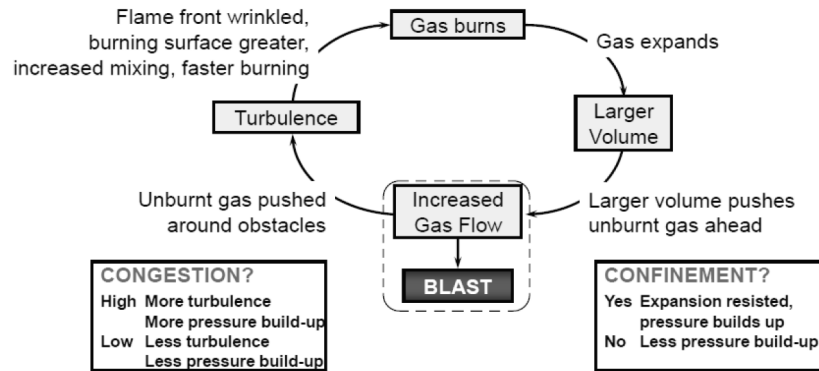 Flame front wrinkled,
burning surface greater,
increased mixing, faster burning
Gas burns
Gas expands
Turbulence
Larger
Volume
Unburnt gas pushed
around obstacles
Increased
Gas Flow
Larger volume pushes
unburnt gas ahead
BLAST
CONGESTION?
High More turbulence
More pressure build-up
Low Less turbulence
Less pressure build-up
CONFINEMENT?
Yes Expansion resisted,
pressure builds up
No Less pressure build-up